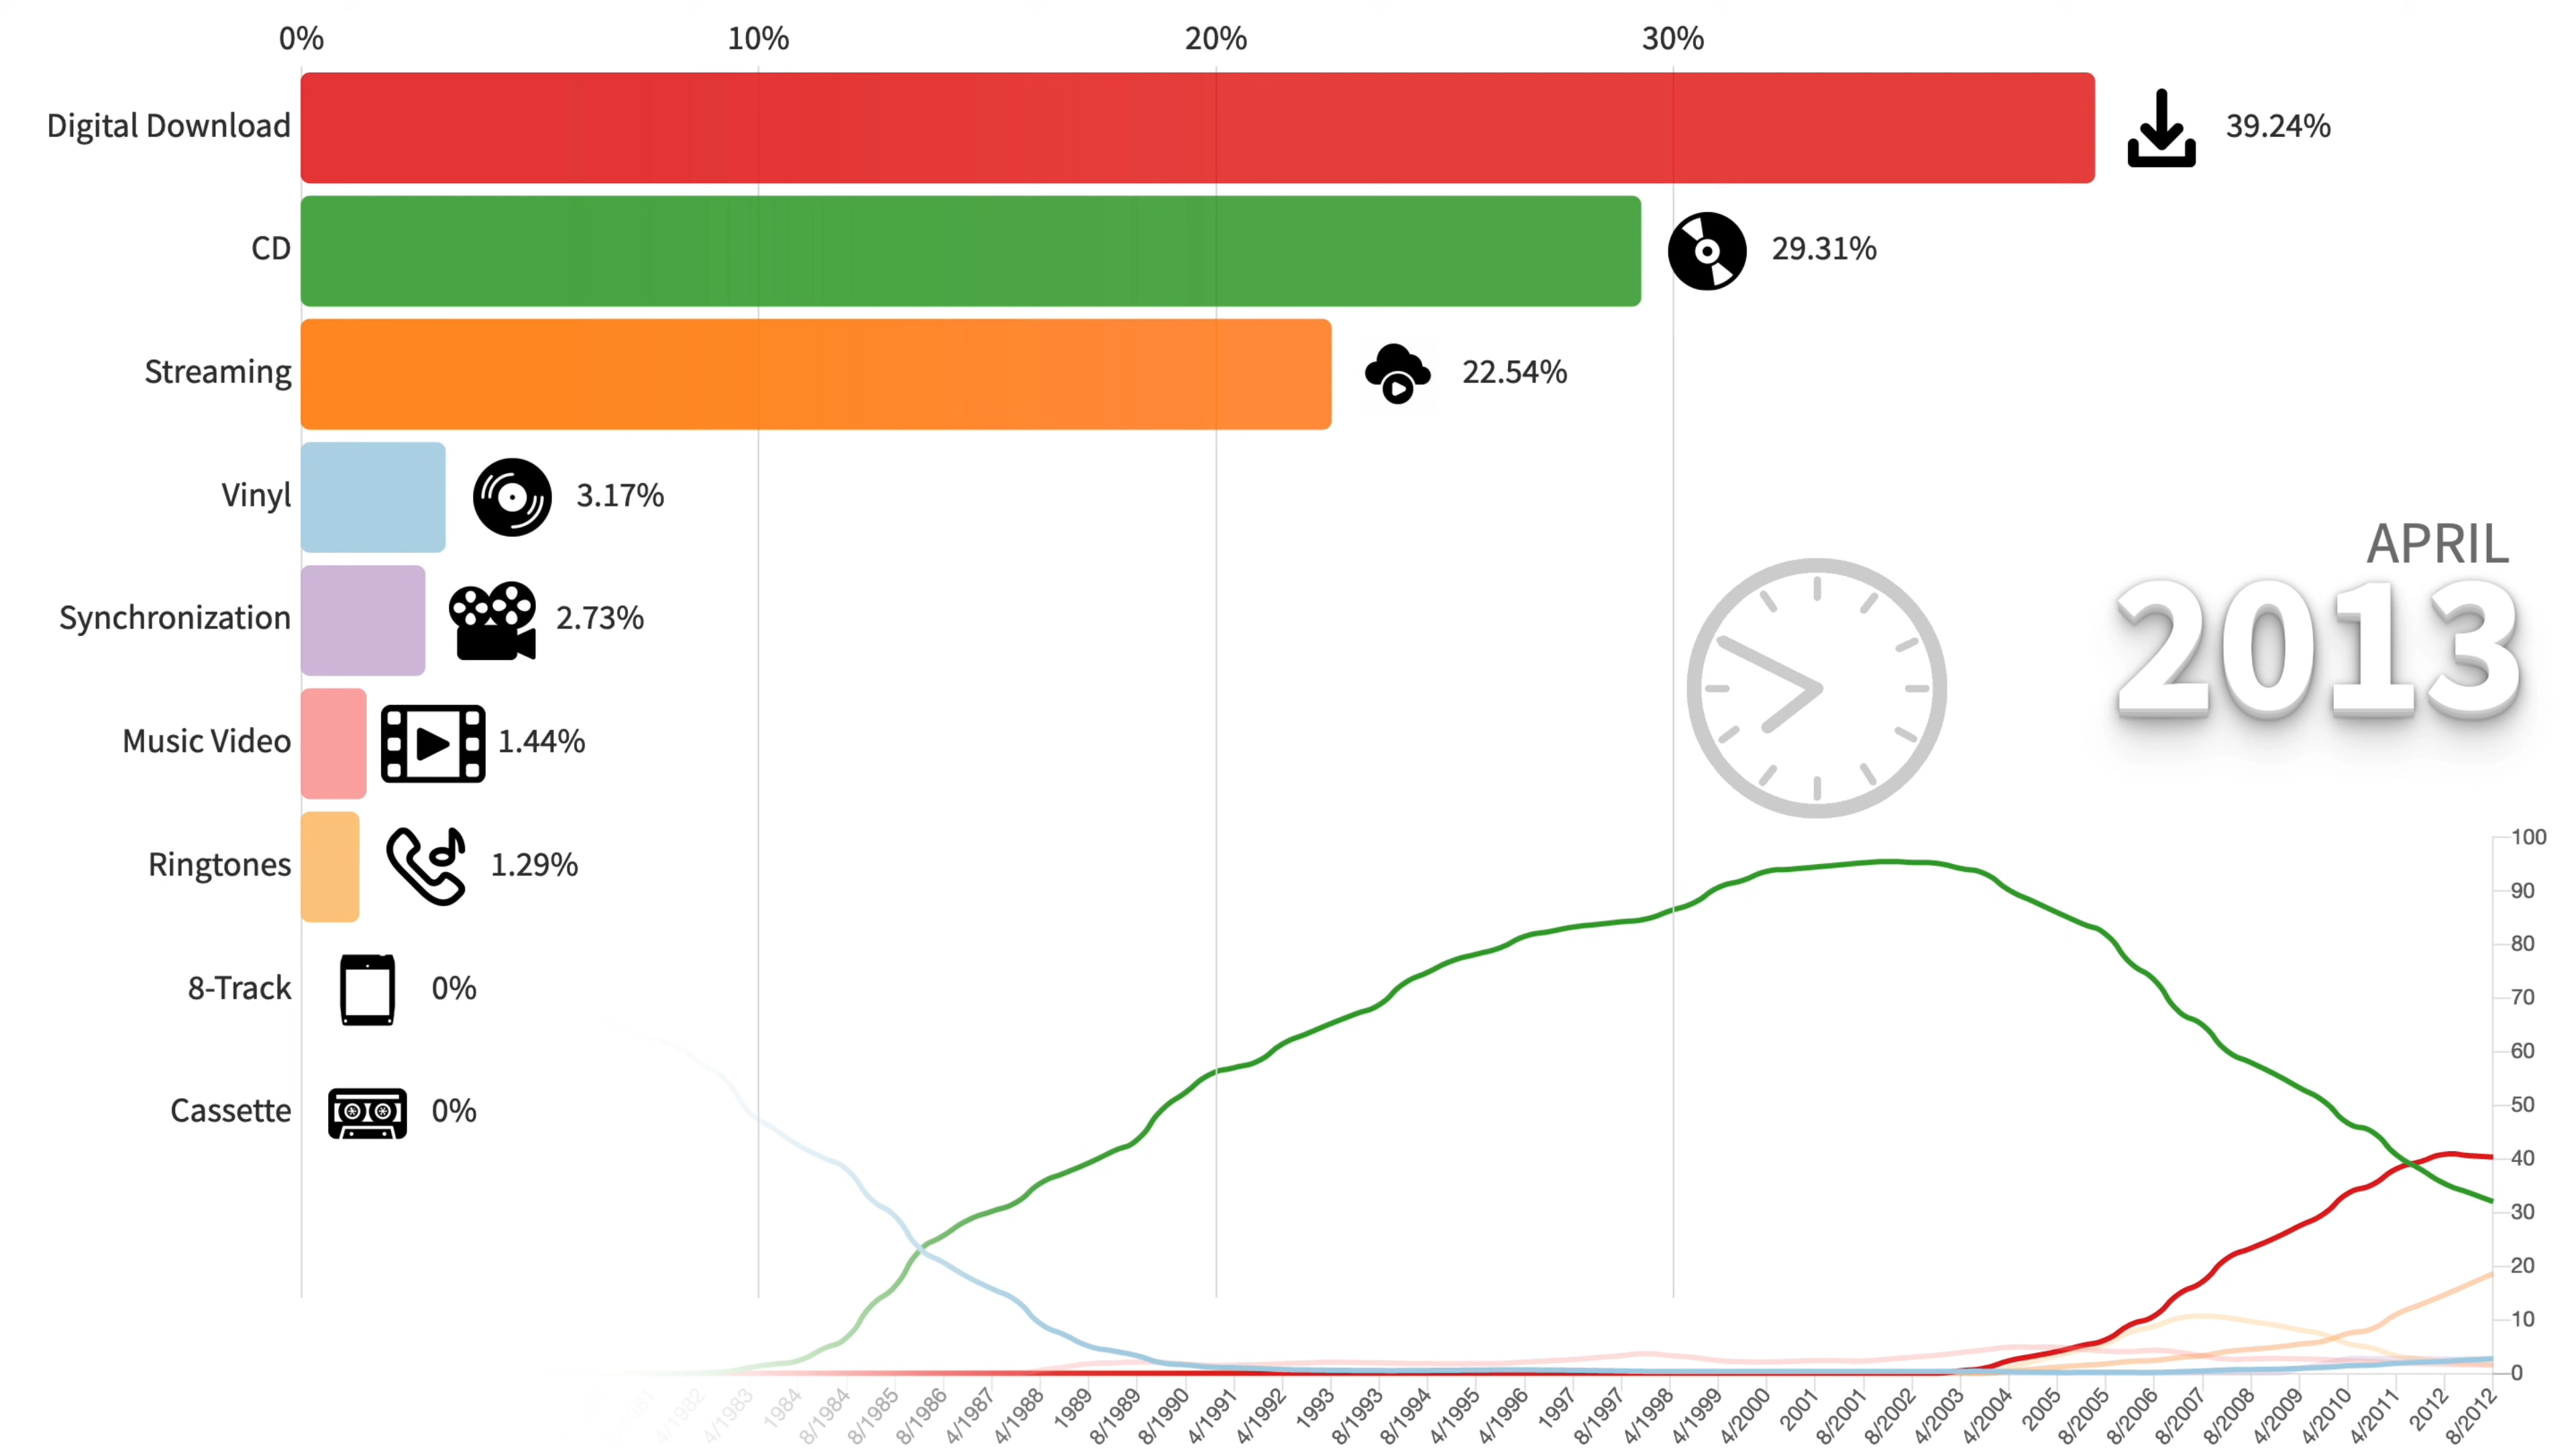 0% 10% 20% 30%
Digital Download 39.24%
CD 29.31%
Streaming 22.54%
Vinyl 3.17%
APRIL
2013
Synchronization 2.73%
Music Video 1.44%
Ringtones 1.29%
8-Track 0%
Cassette 0%
100
90
80
70
60
50
40
30
20
10
0
4/1982 4/1983 1984 8/1984 8/1985 8/1986 4/1987 4/1988 1989 8/1989 8/1990 4/1991 4/1992 1993 8/1993 8/1994 4/1995 4/1996 1997 8/1997 4/1998 4/1999 4/2000 2001 8/2001 8/2002 4/2003 4/2004 2005 8/2005 8/2006 8/2007 8/2008 4/2009 4/2010 4/2011 2012 8/2012